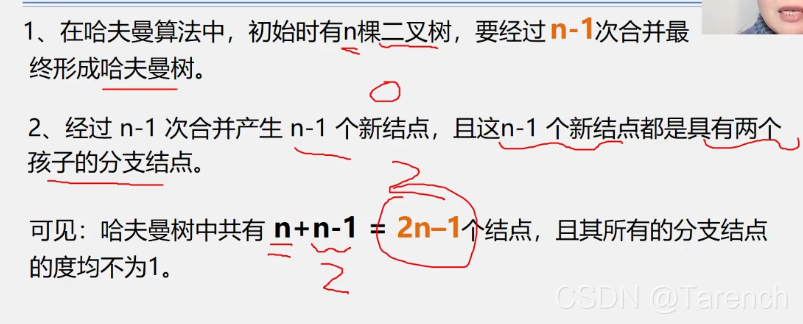 1、在哈夫曼算法中，初始时有n棵二叉树，要经过 n-1次合并最
终形成哈夫曼树。
0
2、经过 n-1 次合并产生 n-1 个新结点，且这n-1 个新结点都是具有两个
孩子的分支结点。
2
可见：哈夫曼树中共有 n+n-1 = 2n–1个结点，且其所有的分支结点
的度均不为1。
2
CSDN @Tarench